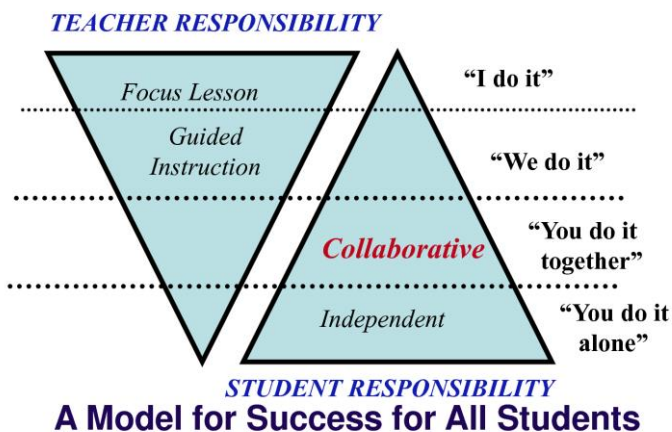 TEACHER RESPONSIBILITY
Focus Lesson
“I do it”
Guided
Instruction
“We do it”
Collaborative
“You do it
together”
Independent
“You do it
alone”
STUDENT RESPONSIBILITY
A Model for Success for All Students